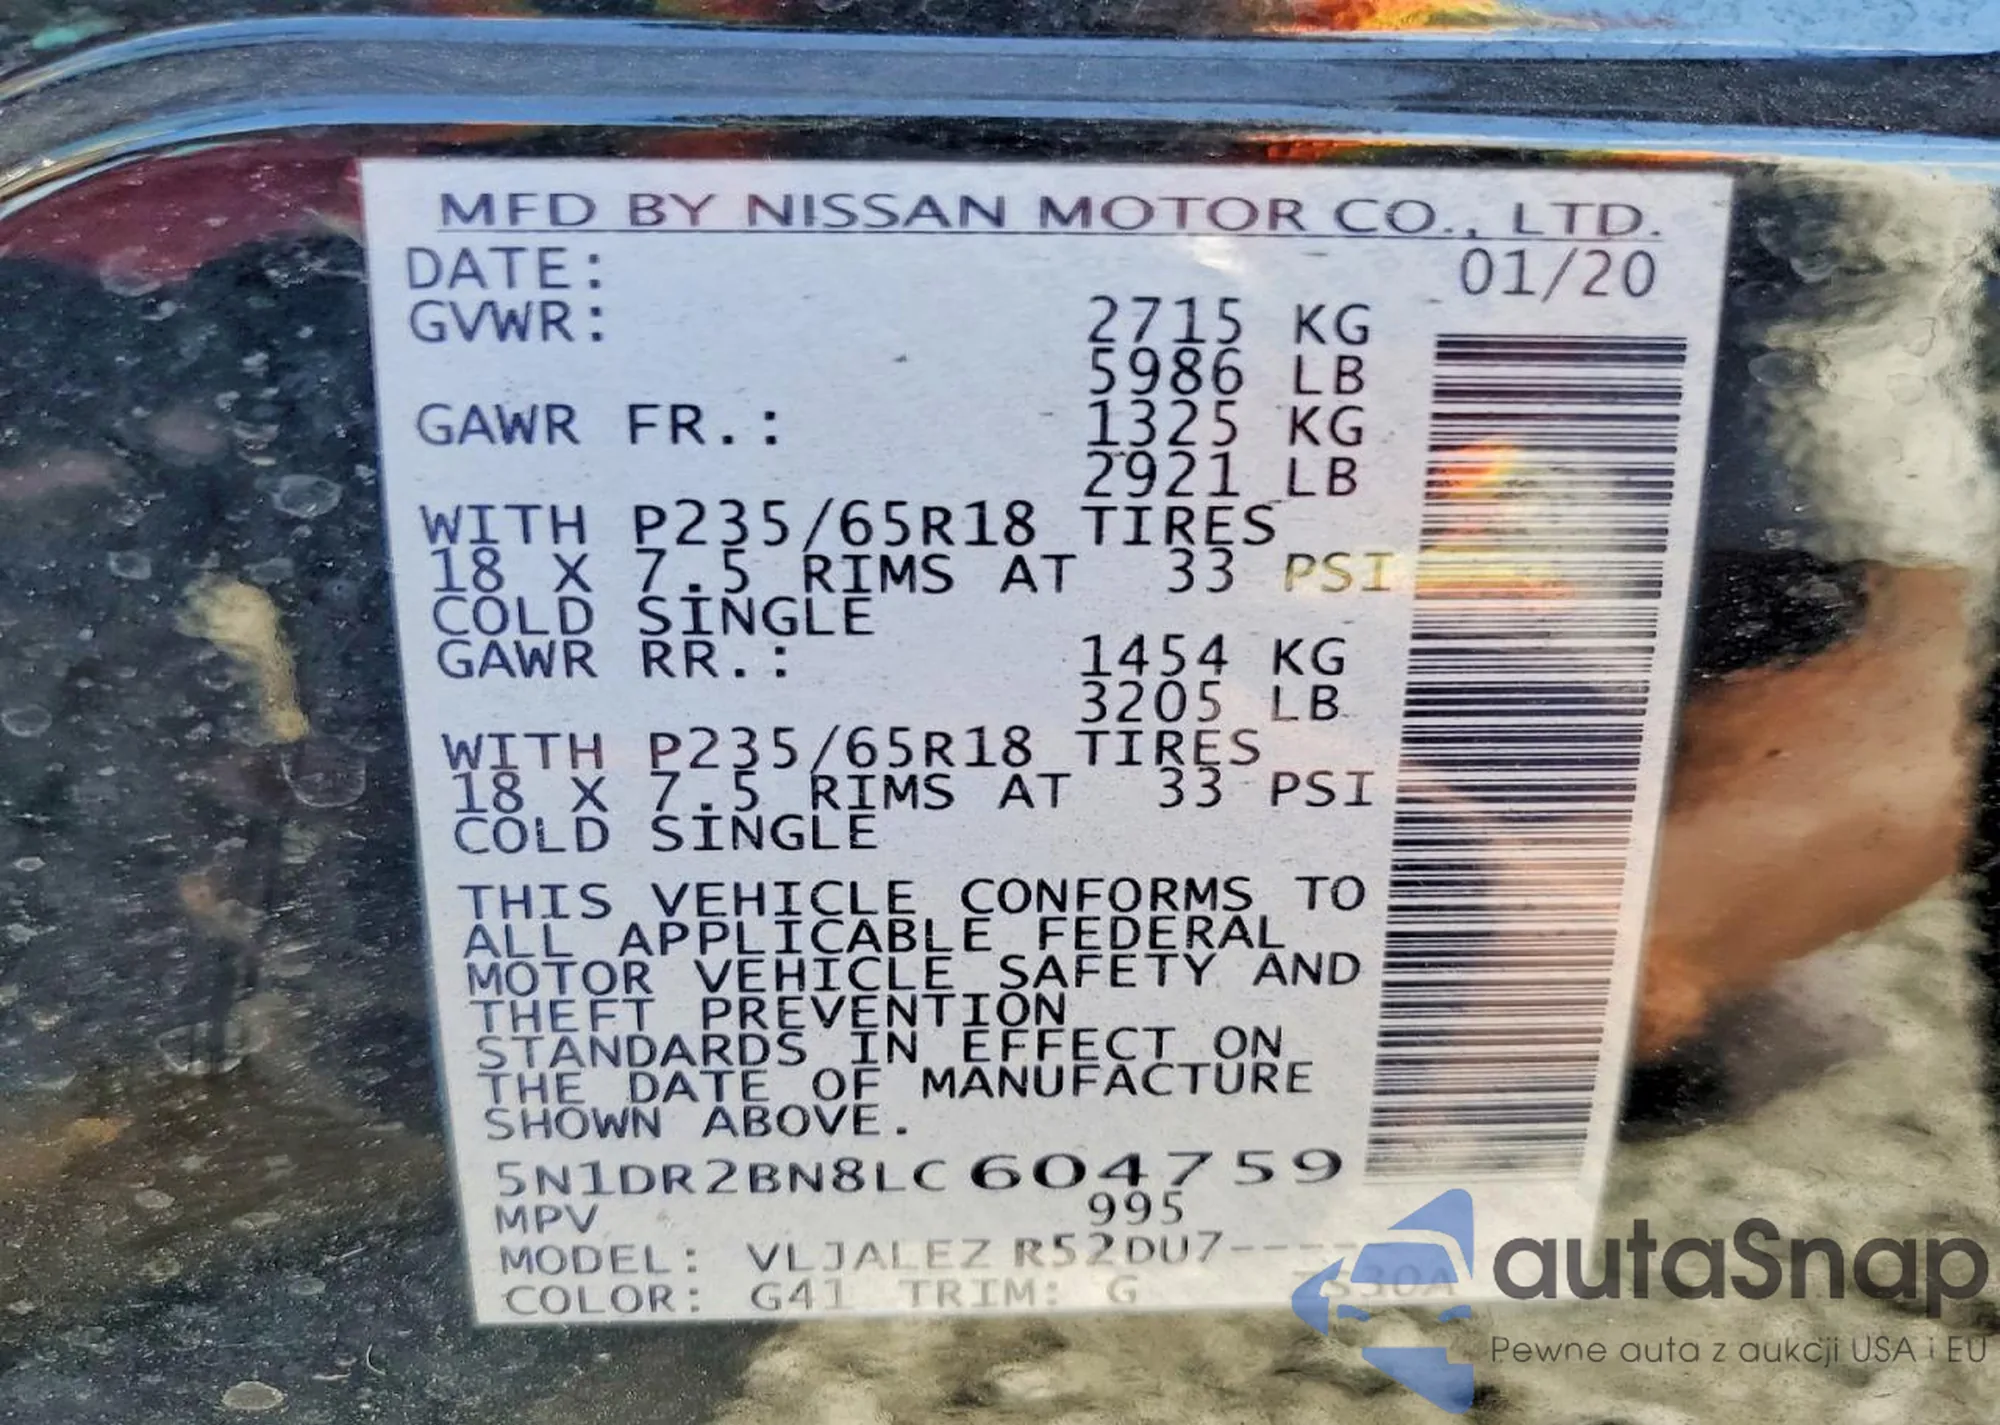 MFD BY NISSAN MOTOR CO., LTD.
DATE: 01/20
GVWR: 2715 KG
5986 LB
GAWR FR.: 1325 KG
2921 LB
WITH P235/65R18 TIRES
18 X 7.5 RIMS AT 33 PSI
COLD SINGLE
GAWR RR.: 1454 KG
3205 LB
WITH P235/65R18 TIRES
18 X 7.5 RIMS AT 33 PSI
COLD SINGLE
THIS VEHICLE CONFORMS TO
ALL APPLICABLE FEDERAL
MOTOR VEHICLE SAFETY AND
THEFT PREVENTION
STANDARDS IN EFFECT ON
THE DATE OF MANUFACTURE
SHOWN ABOVE.
5N1DR2BN8LC604759
MPV 995
MODEL: VLJALEZ R52DU7----
COLOR: G41 TRIM: G
autaSnap
Pewne auta z aukcji USA i EU